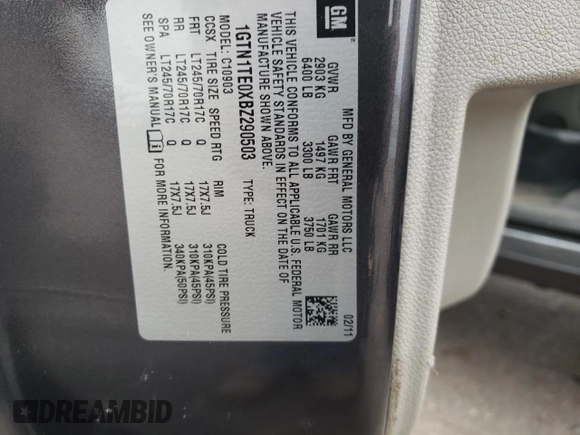 GM
®
MFD BY GENERAL MOTORS LLC 02/11
GVWR GAWR FRT GAWR RR
2903 KG 1497 KG 1701 KG
6400 LB 3300 LB 3750 LB
THIS VEHICLE CONFORMS TO ALL APPLICABLE U.S. FEDERAL MOTOR
VEHICLE SAFETY STANDARDS IN EFFECT ON THE DATE OF
MANUFACTURE SHOWN ABOVE.
1GTN1TE0XBZ290503 TYPE: TRUCK
MODEL: C10903
CCSX TIRE SIZE SPEED RTG RIM COLD TIRE PRESSURE
FRT LT245/70R17C Q 17X7.5J 310KPA(45PSI)
RR LT245/70R17C Q 17X7.5J 310KPA(45PSI)
SPA LT245/70R17C Q 17X7.5J 340KPA(50PSI)
SEE OWNER'S MANUAL FOR MORE INFORMATION.
DREAMBID